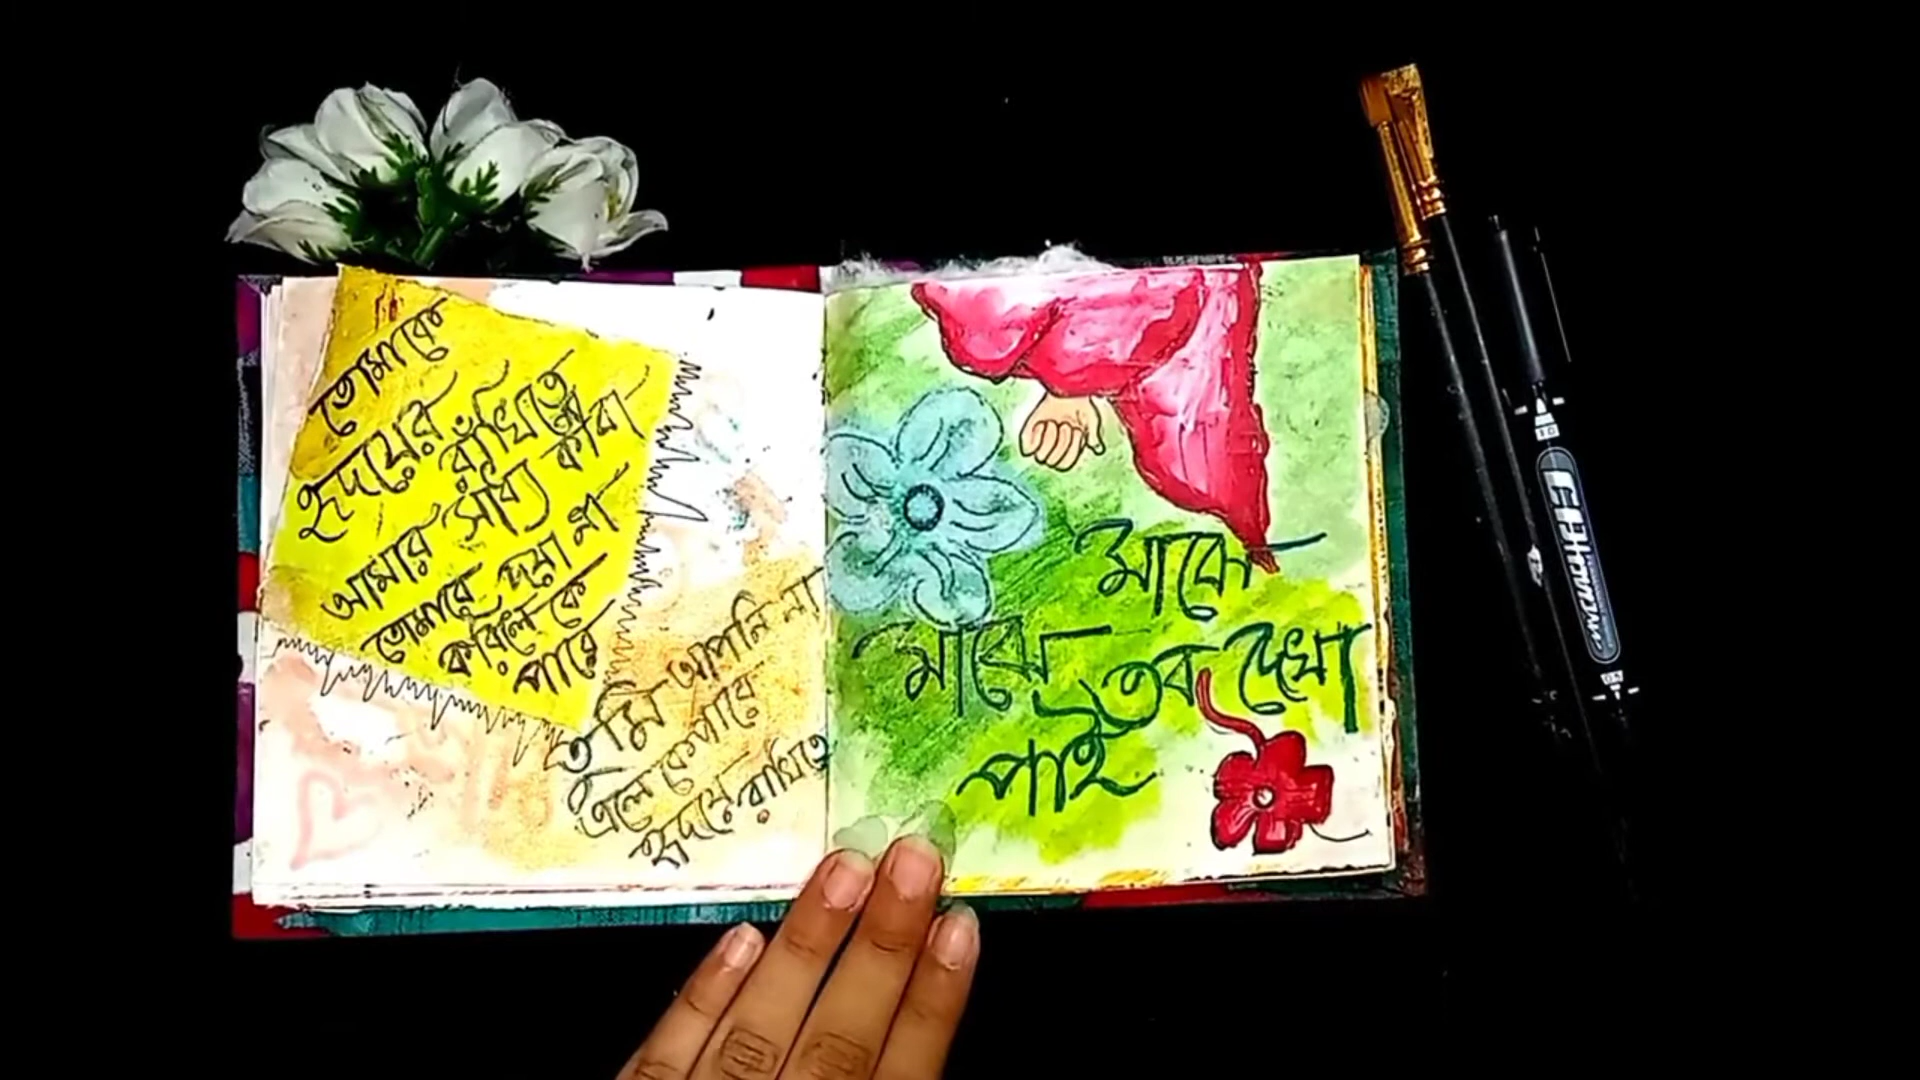 তোমারে
হৃদয়ের রাঁখিতে
আমার সাধ্য কীবা
তোমারে দয়া না
করিলে কে
পারে
তুমি আপনি না
এলে কে পারে
হৃদয়ে রাখিতে
মাঝে
মাঝে তব দেখা
পাই